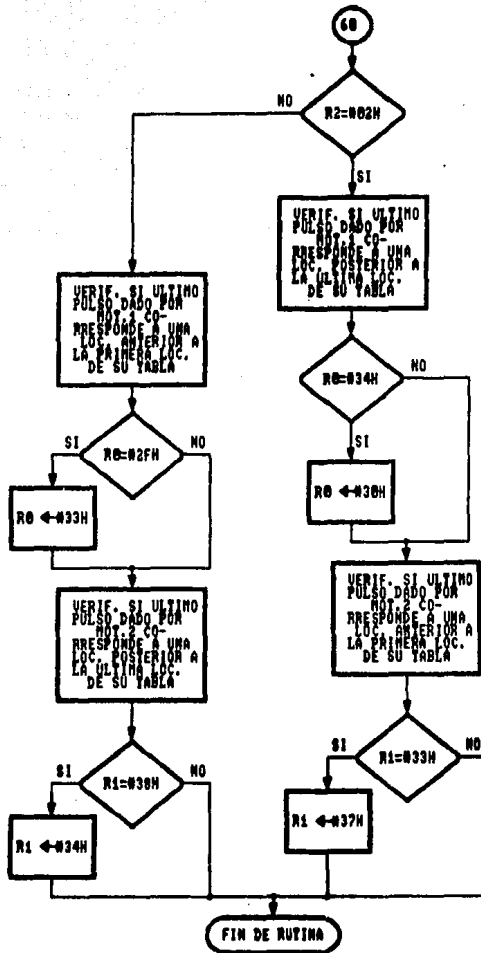 60
R2=#02H
NO
SI
VERIF. SI ULTIMO
PULSO DADO POR
MOT.1 CO-
RRESPONDE A UNA
LOC. POSTERIOR A
LA ULTIMA LOC.
DE SU TABLA
R0=#34H
NO
SI
R0 ←#30H
VERIF. SI ULTIMO
PULSO DADO POR
MOT.2 CO-
RRESPONDE A UNA
LOC. ANTERIOR A
LA PRIMERA LOC.
DE SU TABLA
SI
R1=#33H
NO
R1 ←#37H
VERIF. SI ULTIMO
PULSO DADO POR
MOT.1 CO-
RRESPONDE A UNA
LOC. ANTERIOR A
LA PRIMERA LOC.
DE SU TABLA
SI
R0=#2FH
NO
R0 ←#33H
VERIF. SI ULTIMO
PULSO DADO POR
MOT.2 CO-
RRESPONDE A UNA
LOC. POSTERIOR A
LA ULTIMA LOC.
DE SU TABLA
SI
R1=#38H
NO
R1 ←#34H
FIN DE RUTINA